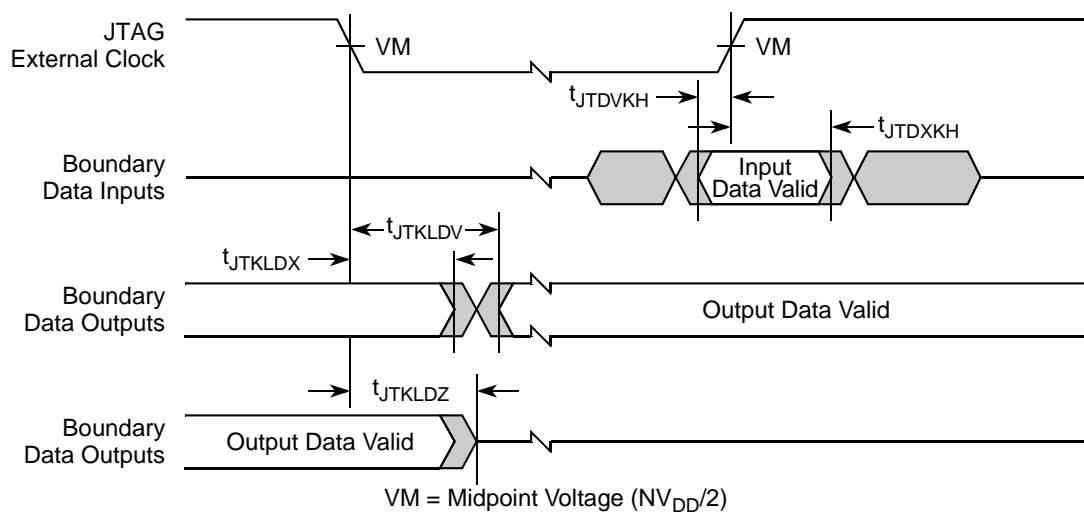 JTAG
External Clock
VM
VM
tJTDVKH
tJTDXKH
Boundary
Data Inputs
Input
Data Valid
tJTKLDV
tJTKLDX
Boundary
Data Outputs
Output Data Valid
tJTKLDZ
Boundary
Data Outputs
Output Data Valid
VM = Midpoint Voltage (NVDD/2)